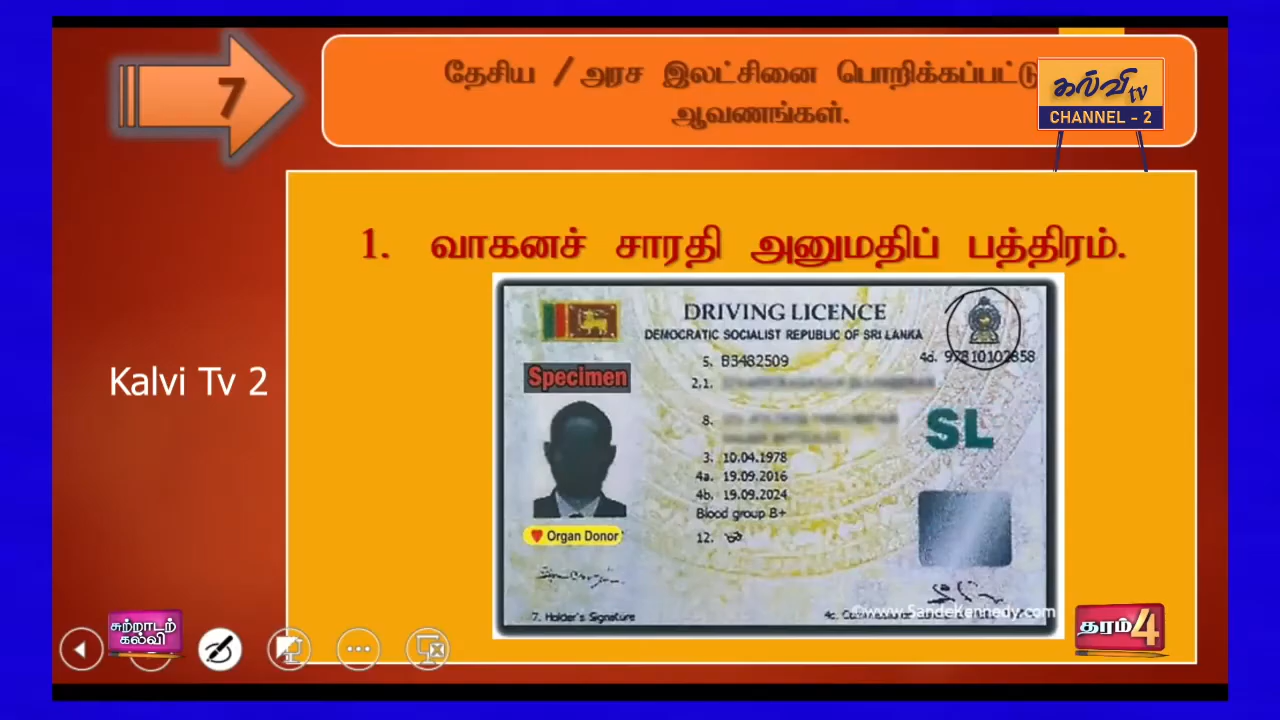 7
தேசிய / அரச இலட்சினை பொறிக்கப்பட்டு
ஆவணங்கள்.
கல்வி tv
CHANNEL - 2
1. வாகனச் சாரதி அனுமதிப் பத்திரம்.
Kalvi Tv 2
DRIVING LICENCE
DEMOCRATIC SOCIALIST REPUBLIC OF SRI LANKA
5. B3482509
4d.
2,1.
Specimen
8.
SL
3. 10.04.1978
4a. 19.09.2016
4b. 19.09.2024
Blood group B+
Organ Donor
12.
7. Holder's Signature
4c.
©www.SandeKennedy.com
சுற்றாடற்
கல்வி
தரம் 4